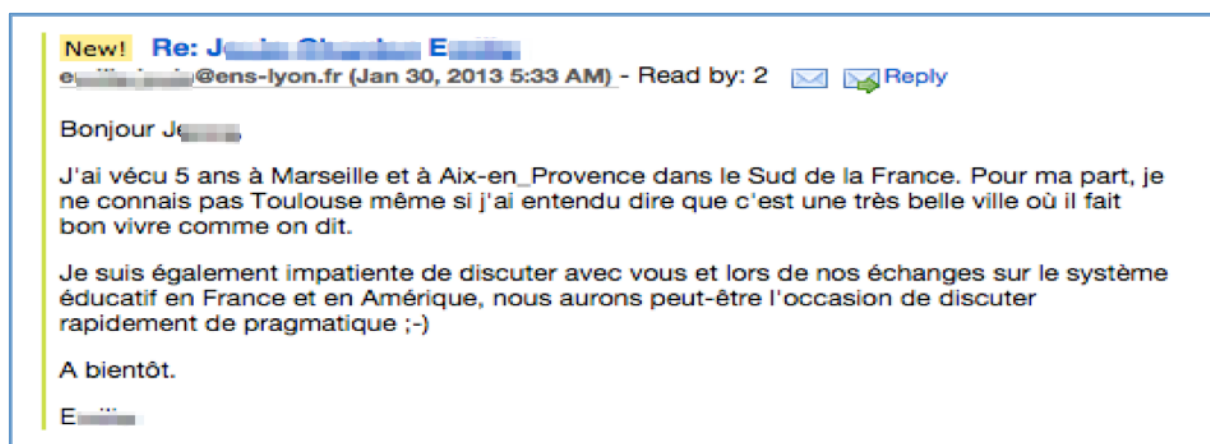 New! Re: J E
@ens-lyon.fr (Jan 30, 2013 5:33 AM) - Read by: 2 Reply
Bonjour Je
J'ai vécu 5 ans à Marseille et à Aix-en_Provence dans le Sud de la France. Pour ma part, je
ne connais pas Toulouse même si j'ai entendu dire que c'est une très belle ville où il fait
bon vivre comme on dit.
Je suis également impatiente de discuter avec vous et lors de nos échanges sur le système
éducatif en France et en Amérique, nous aurons peut-être l'occasion de discuter
rapidement de pragmatique ;-)
A bientôt.
E